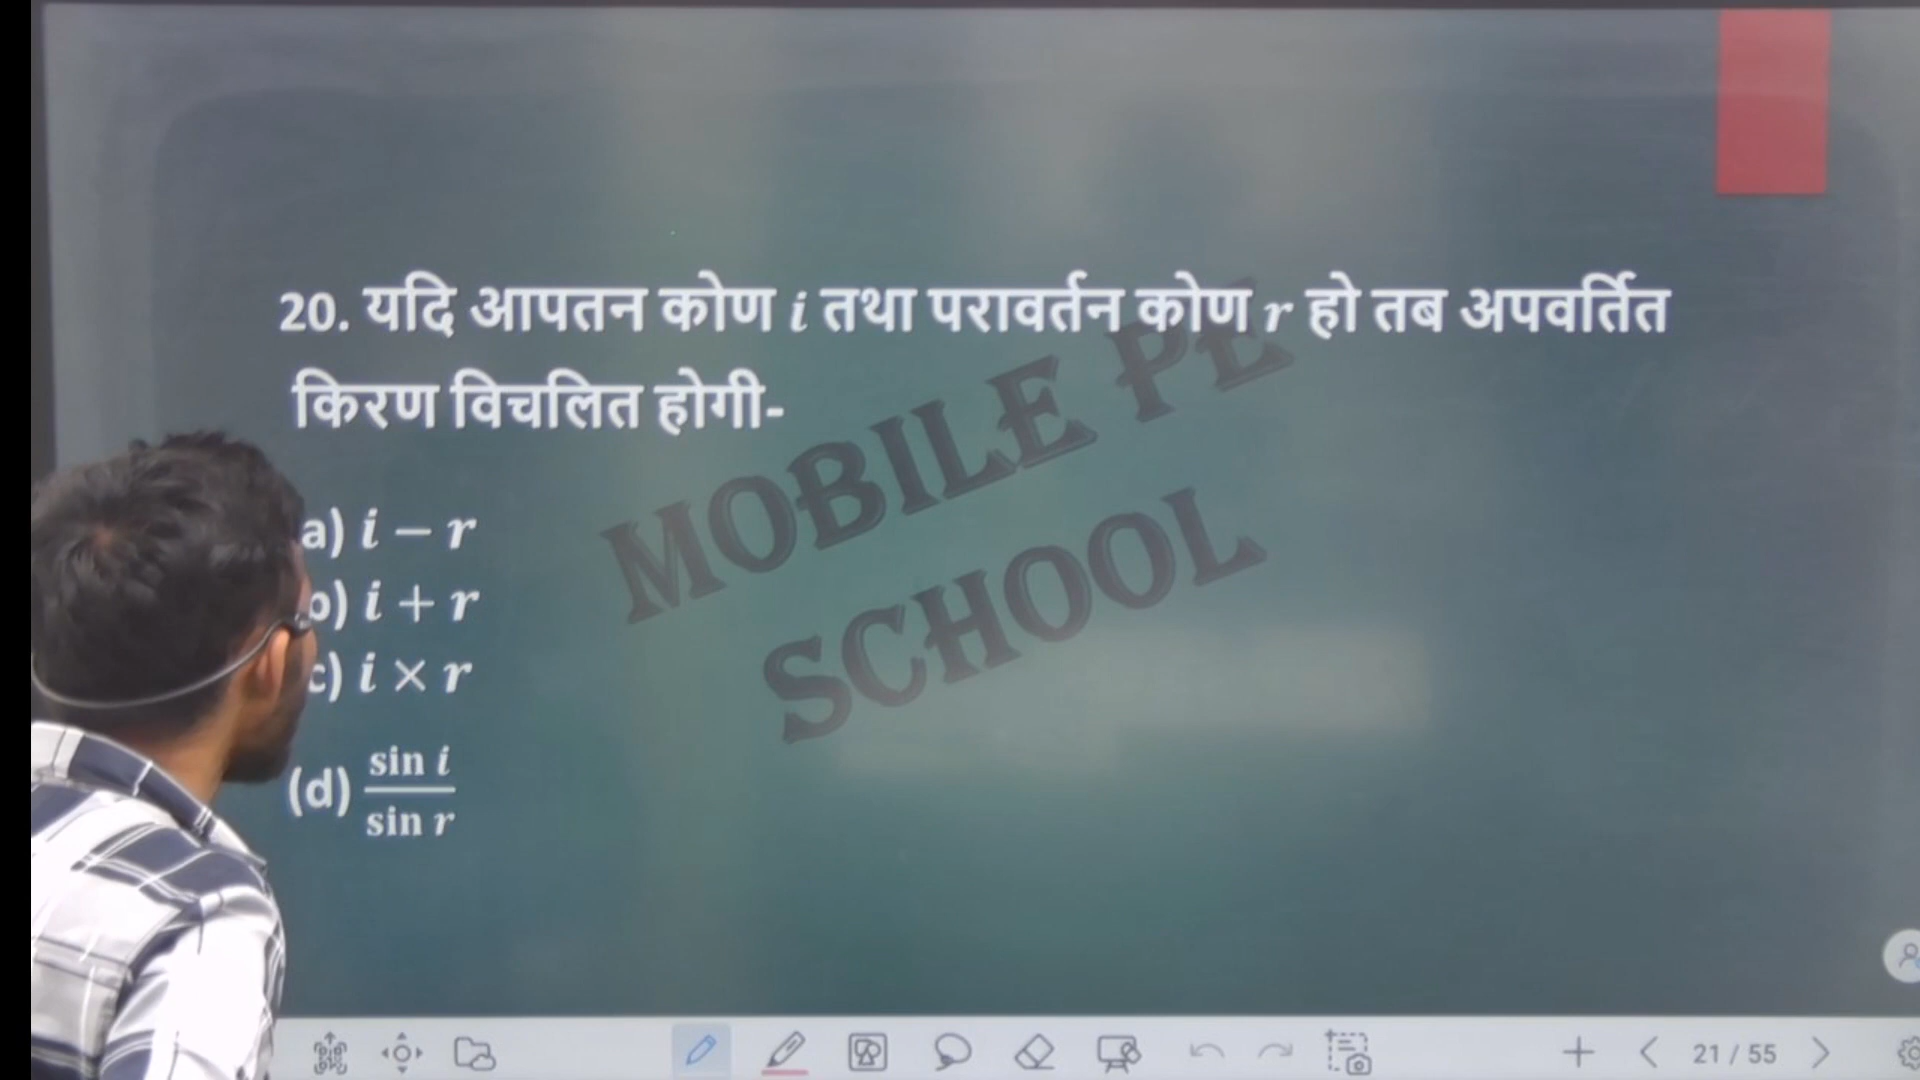 20. यदि आपतन कोण i तथा परावर्तन कोण r हो तब अपवर्तित
किरण विचलित होगी-
a) i − r
b) i + r
c) i × r
(d) sin i / sin r
MOBILE PE
SCHOOL
21 / 55